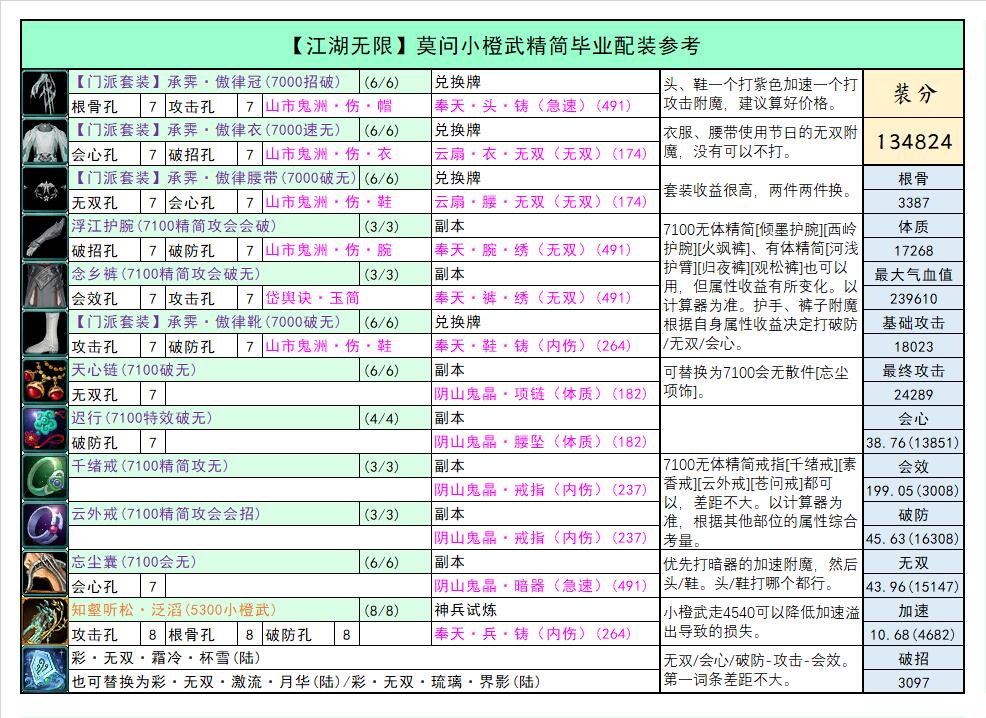 【江湖无限】莫问小橙武精简毕业配装参考
【门派套装】承霁·傲律冠(7000招破) (6/6) 兑换牌
根骨孔 7 攻击孔 7 山市鬼洲·伤·帽 奉天·头·铸（急速）(491)
头、鞋一个打紫色加速一个打
攻击附魔，建议算好价格。
装分
【门派套装】承霁·傲律衣(7000速无) (6/6) 兑换牌
会心孔 7 破招孔 7 山市鬼洲·伤·衣 云扇·衣·无双（无双）(174)
衣服、腰带使用节日的无双附
魔，没有可以不打。
134824
【门派套装】承霁·傲律腰带(7000破无) (6/6) 兑换牌
无双孔 7 会心孔 7 山市鬼洲·伤·鞋 云扇·腰·无双（无双）(174)
套装收益很高，两件两件换。
根骨
3387
浮江护腕(7100精简攻会会破) (3/3) 副本
破招孔 7 破防孔 7 山市鬼洲·伤·腕 奉天·腕·绣（无双）(491)
体质
17268
念乡裤(7100精简攻会破无) (3/3) 副本
会效孔 7 攻击孔 7 岱舆诀·玉简 奉天·裤·绣（无双）(491)
最大气血值
239610
【门派套装】承霁·傲律靴(7000破无) (6/6) 兑换牌
攻击孔 7 破防孔 7 山市鬼洲·伤·鞋 奉天·鞋·铸（内伤）(264)
7100无体精简[倾墨护腕][西岭
护腕][火飒裤]、有体精简[河浅
护臂][归夜裤][观松裤]也可以
用，但属性收益有所变化。以
计算器为准。护手、裤子附魔
根据自身属性收益决定打破防
/无双/会心。
基础攻击
18023
天心链(7100破无) (6/6) 副本
无双孔 7 阴山鬼晶·项链（体质）(182)
可替换为7100会无散件[忘尘
项饰]。
最终攻击
24289
迟行(7100特效破无) (4/4) 副本
破防孔 7 阴山鬼晶·腰坠（体质）(182)
会心
38.76(13851)
千绪戒(7100精简攻无) (3/3) 副本
阴山鬼晶·戒指（内伤）(237)
会效
199.05(3008)
云外戒(7100精简攻会会招) (3/3) 副本
阴山鬼晶·戒指（内伤）(237)
7100无体精简戒指[千绪戒][素
香戒][云外戒][苍问戒]都可
以，差距不大。以计算器为
准，根据其他部位的属性综合
考量。
破防
45.63(16308)
忘尘囊(7100会无) (6/6) 副本
会心孔 7 阴山鬼晶·暗器（急速）(491)
优先打暗器的加速附魔，然后
头/鞋。头/鞋打哪个都行。
无双
43.96(15147)
知壑听松·泛滔(5300小橙武) (8/8) 神兵试炼
攻击孔 8 根骨孔 8 破防孔 8 奉天·兵·铸（内伤）(264)
小橙武走4540可以降低加速溢
出导致的损失。
加速
10.68(4682)
彩·无双·霜冷·杯雪(陆)
也可替换为彩·无双·激流·月华(陆)/彩·无双·琉璃·界影(陆)
无双/会心/破防-攻击-会效。
第一词条差距不大。
破招
3097